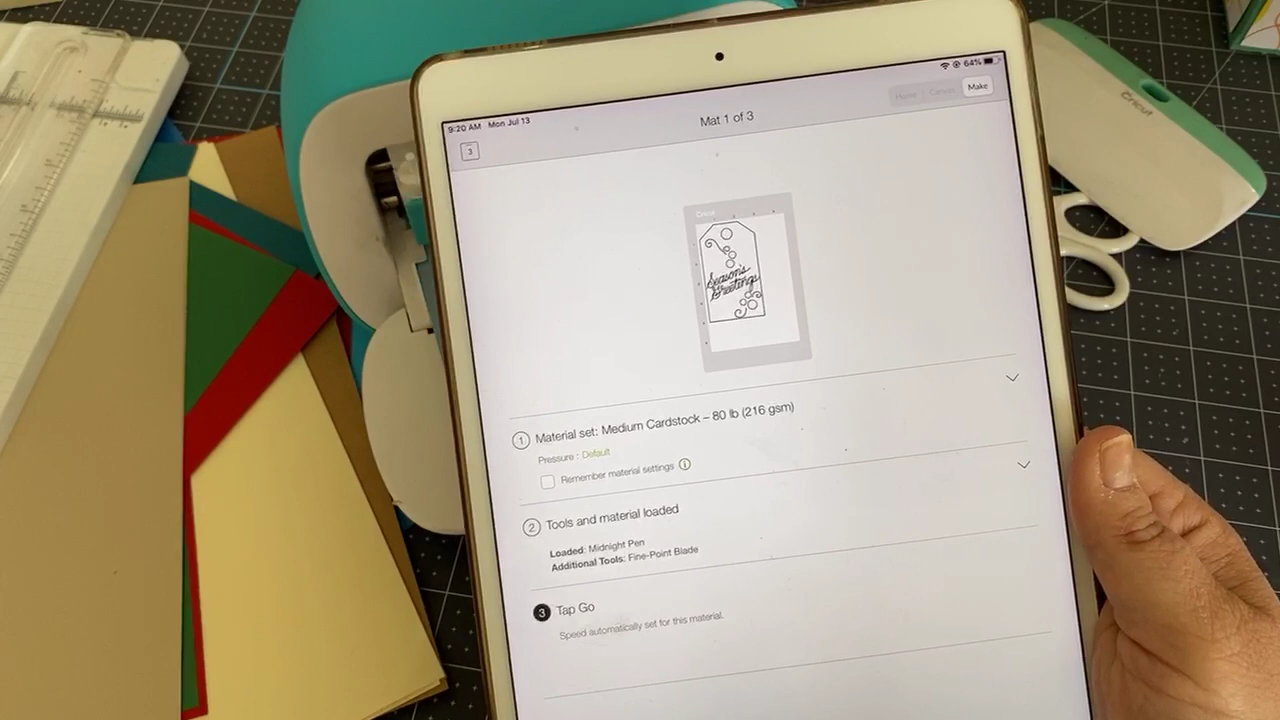 9:20 AM Mon Jul 13
64%
Home
Canvas
Make
3
Mat 1 of 3
Cricut
Season's
Greetings
1 Material set: Medium Cardstock – 80 lb (216 gsm)
Pressure : Default
Remember material settings
2 Tools and material loaded
Loaded: Midnight Pen
Additional Tools: Fine-Point Blade
3 Tap Go
Speed automatically set for this material.
Cricut